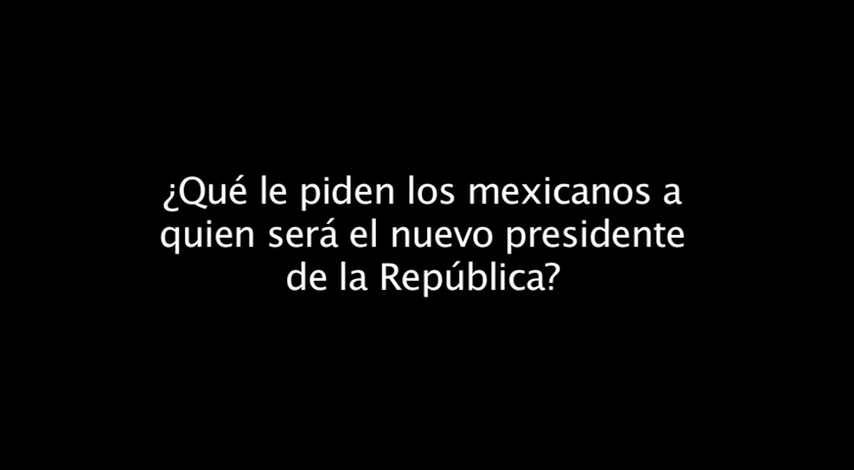 ¿Qué le piden los mexicanos a
quien será el nuevo presidente
de la República?